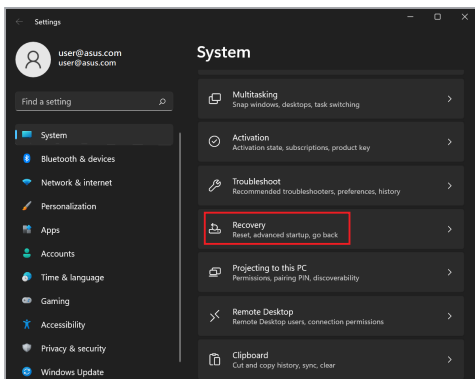 Settings
user@asus.com
user@asus.com
Find a setting
System
Bluetooth & devices
Network & internet
Personalization
Apps
Accounts
Time & language
Gaming
Accessibility
Privacy & security
Windows Update
System
Multitasking
Snap windows, desktops, task switching
Activation
Activation state, subscriptions, product key
Troubleshoot
Recommended troubleshooters, preferences, history
Recovery
Reset, advanced startup, go back
Projecting to this PC
Permissions, pairing PIN, discoverability
Remote Desktop
Remote Desktop users, connection permissions
Clipboard
Cut and copy history, sync, clear